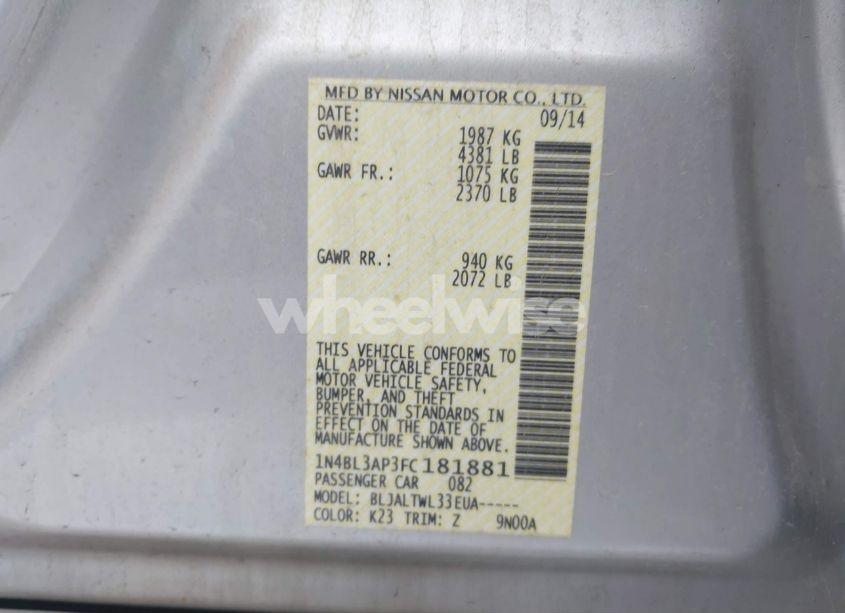 MFD BY NISSAN MOTOR CO., LTD.
DATE: 09/14
GVWR: 1987 KG
4381 LB
GAWR FR.: 1075 KG
2370 LB
GAWR RR.: 940 KG
2072 LB
wheelwise
THIS VEHICLE CONFORMS TO
ALL APPLICABLE FEDERAL
MOTOR VEHICLE SAFETY,
BUMPER, AND THEFT
PREVENTION STANDARDS IN
EFFECT ON THE DATE OF
MANUFACTURE SHOWN ABOVE.
1N4BL3AP3FC181881
PASSENGER CAR 082
MODEL: BLJALTWL33EUA-----
COLOR: K23 TRIM: Z 9N00A